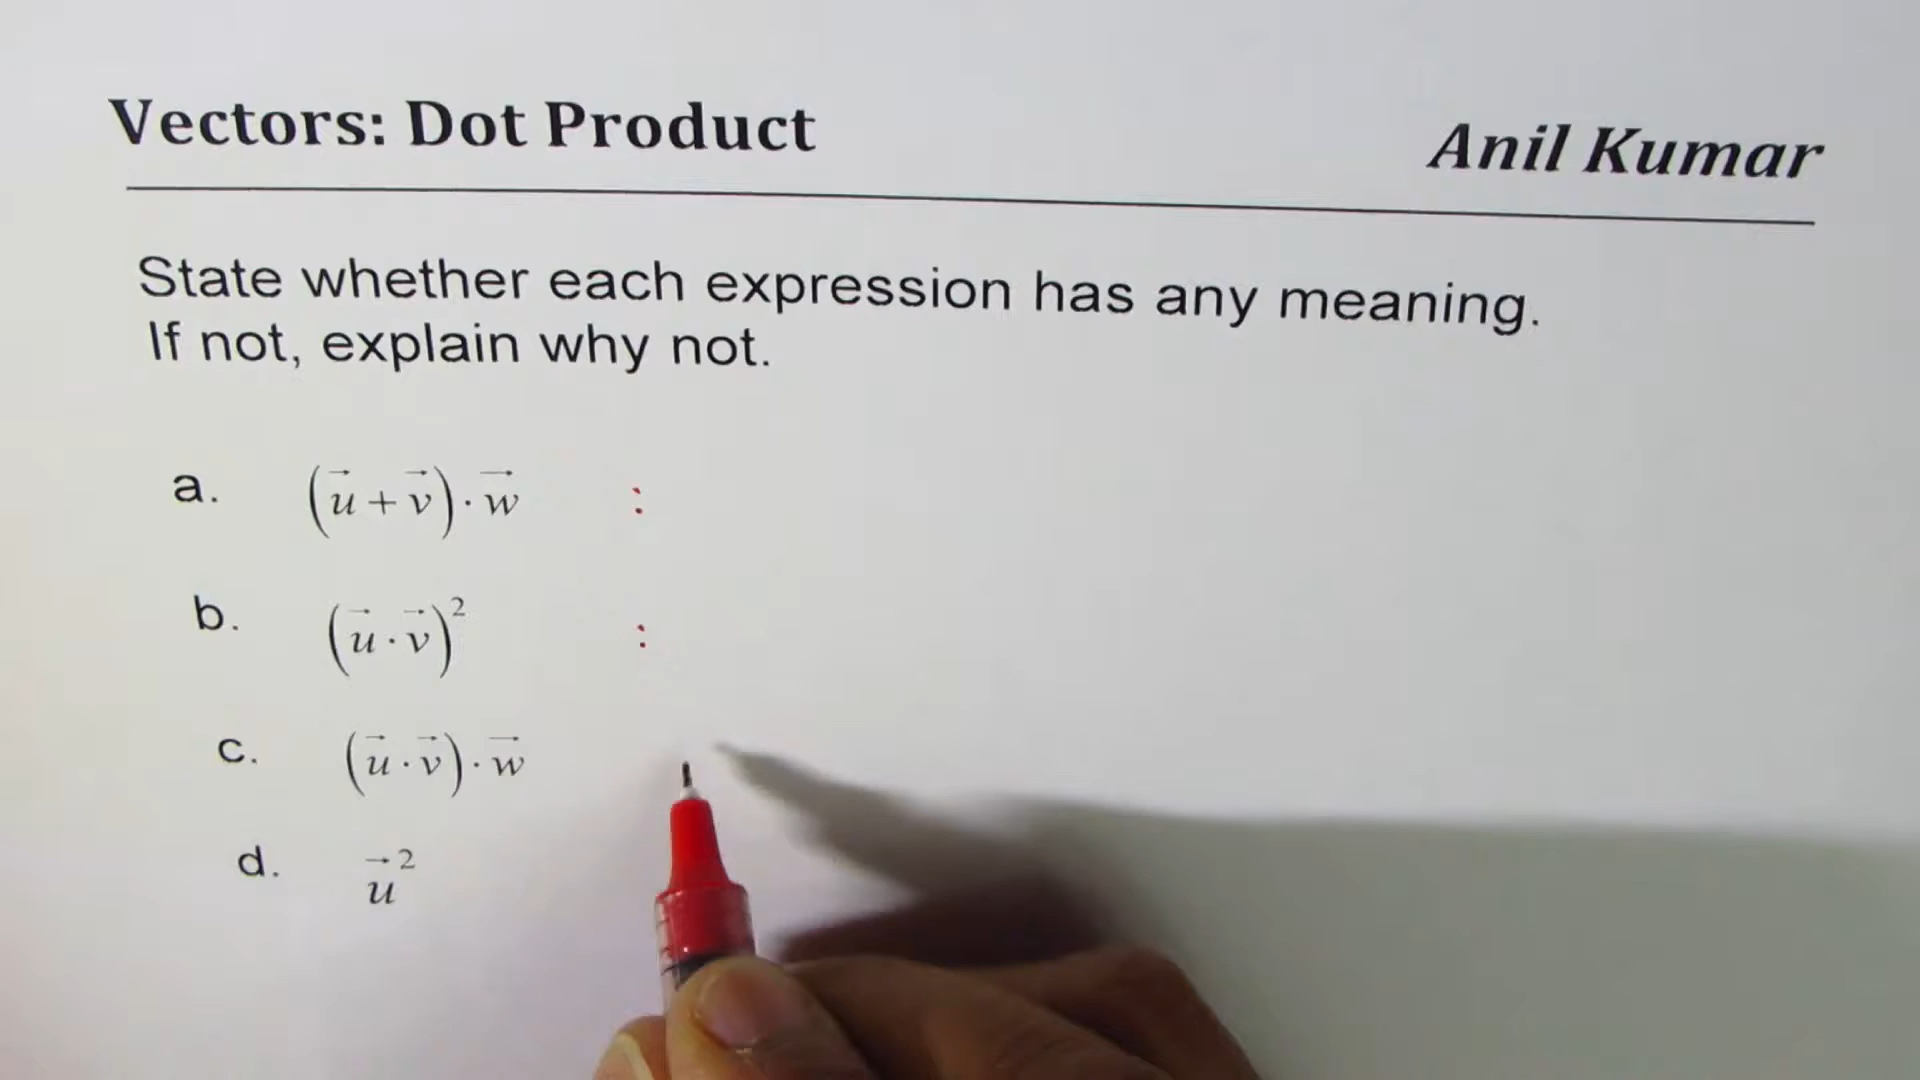 Vectors: Dot Product
Anil Kumar
State whether each expression has any meaning.
If not, explain why not.
a. (u⃗ + v⃗) · w⃗ :
b. (u⃗ · v⃗)² :
c. (u⃗ · v⃗) · w⃗
d. u⃗²